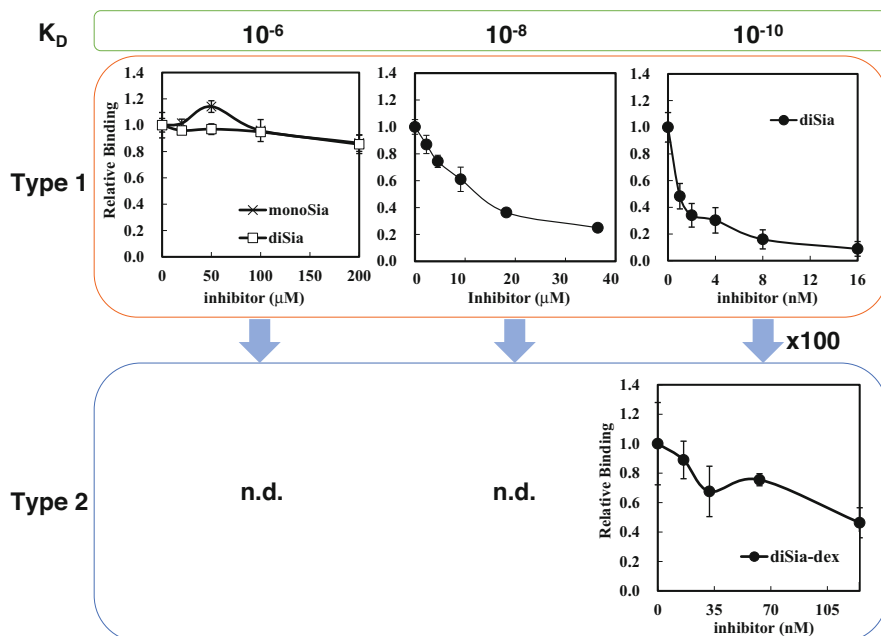 K_D 10⁻⁶ 10⁻⁸ 10⁻¹⁰
Type 1
Relative Binding
1.4
1.2
1.0
0.8
0.6
0.4
0.2
0.0
monoSia
diSia
0 50 100 150 200
inhibitor (μM)
1.4
1.2
1.0
0.8
0.6
0.4
0.2
0.0
0 10 20 30 40
Inhibitor (μM)
1.4
1.2
1.0
0.8
0.6
0.4
0.2
0.0
diSia
0 4 8 12 16
inhibitor (nM)
x100
Type 2
n.d.
n.d.
Relative Binding
1.4
1.2
1.0
0.8
0.6
0.4
0.2
0.0
diSia-dex
0 35 70 105
inhibitor (nM)